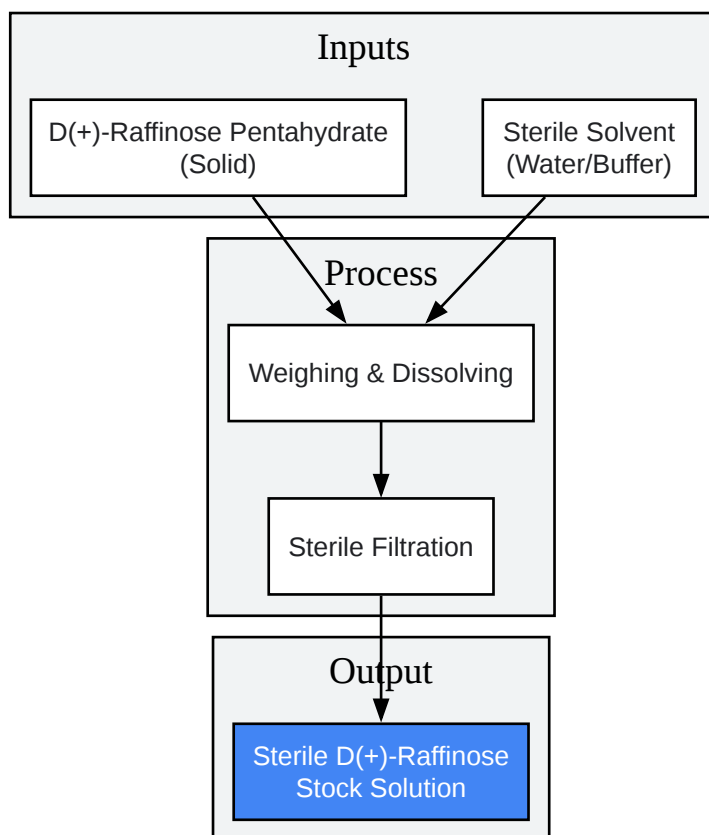 Inputs
D(+)-Raffinose Pentahydrate
(Solid)
Sterile Solvent
(Water/Buffer)
Process
Weighing & Dissolving
Sterile Filtration
Output
Sterile D(+)-Raffinose
Stock Solution